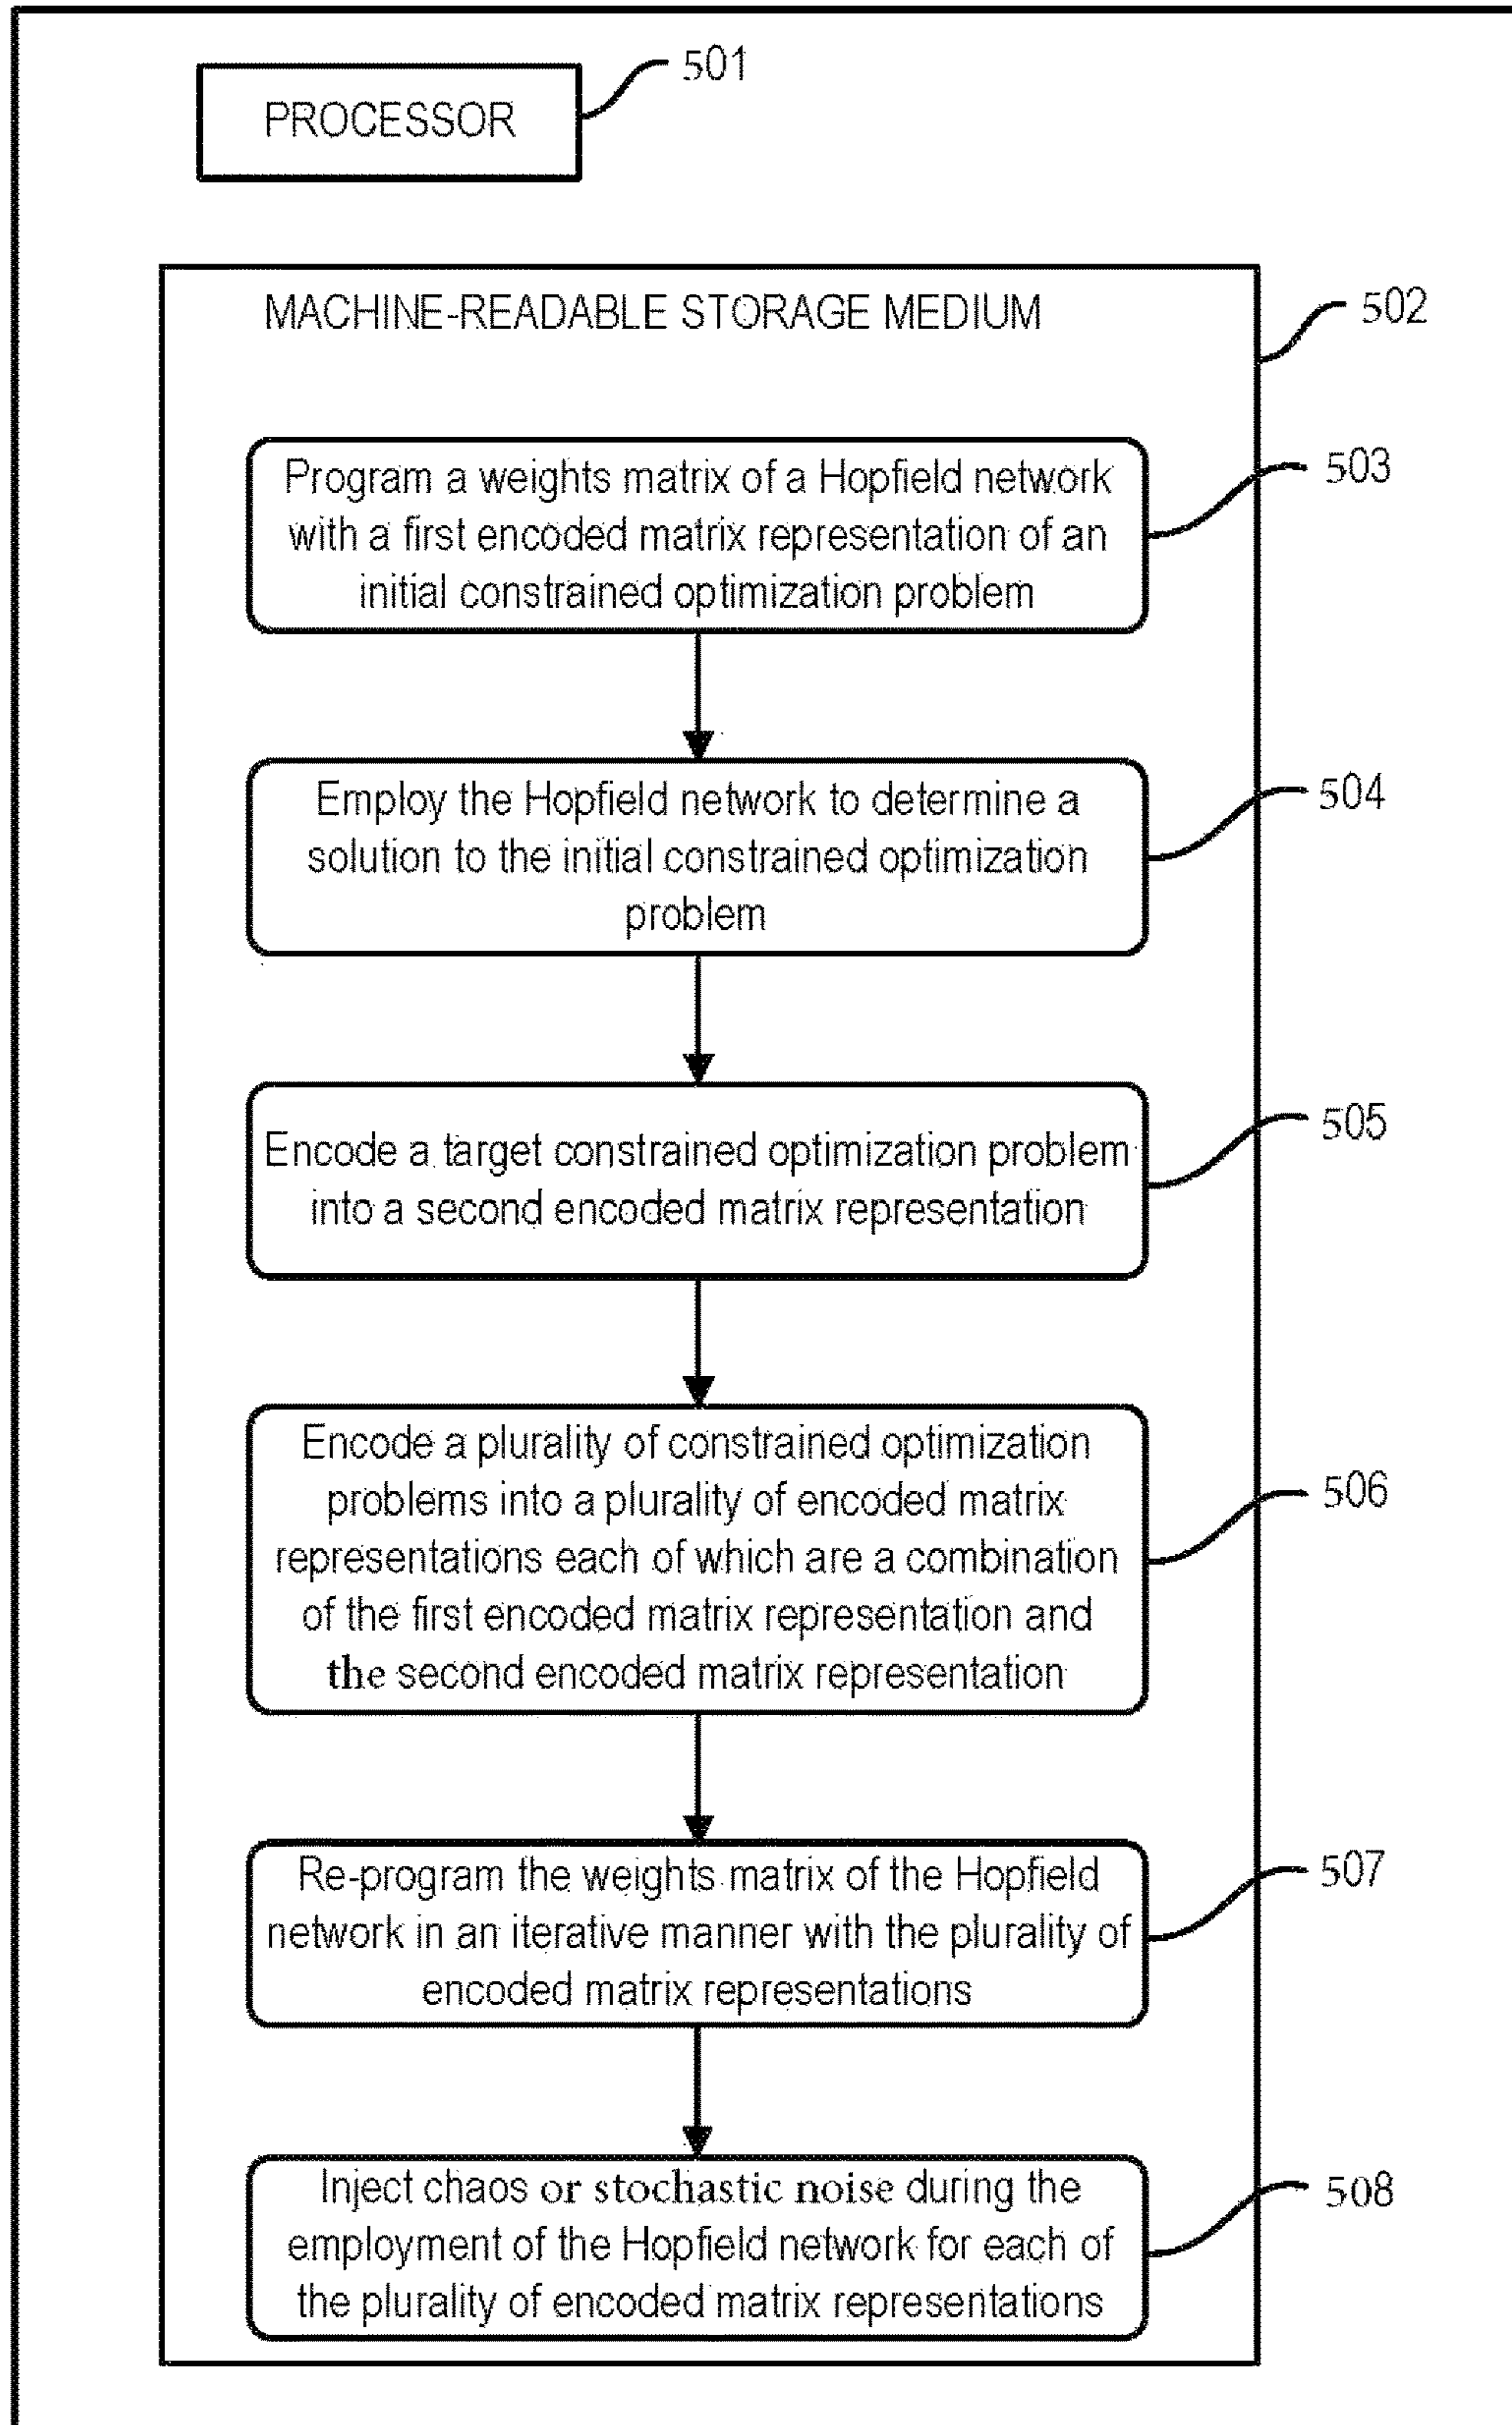 PROCESSOR
501
MACHINE-READABLE STORAGE MEDIUM
502
Program a weights matrix of a Hopfield network
with a first encoded matrix representation of an
initial constrained optimization problem
503
Employ the Hopfield network to determine a
solution to the initial constrained optimization
problem
504
Encode a target constrained optimization problem
into a second encoded matrix representation
505
Encode a plurality of constrained optimization
problems into a plurality of encoded matrix
representations each of which are a combination
of the first encoded matrix representation and
the second encoded matrix representation
506
Re-program the weights matrix of the Hopfield
network in an iterative manner with the plurality of
encoded matrix representations
507
Inject chaos or stochastic noise during the
employment of the Hopfield network for each of
the plurality of encoded matrix representations
508